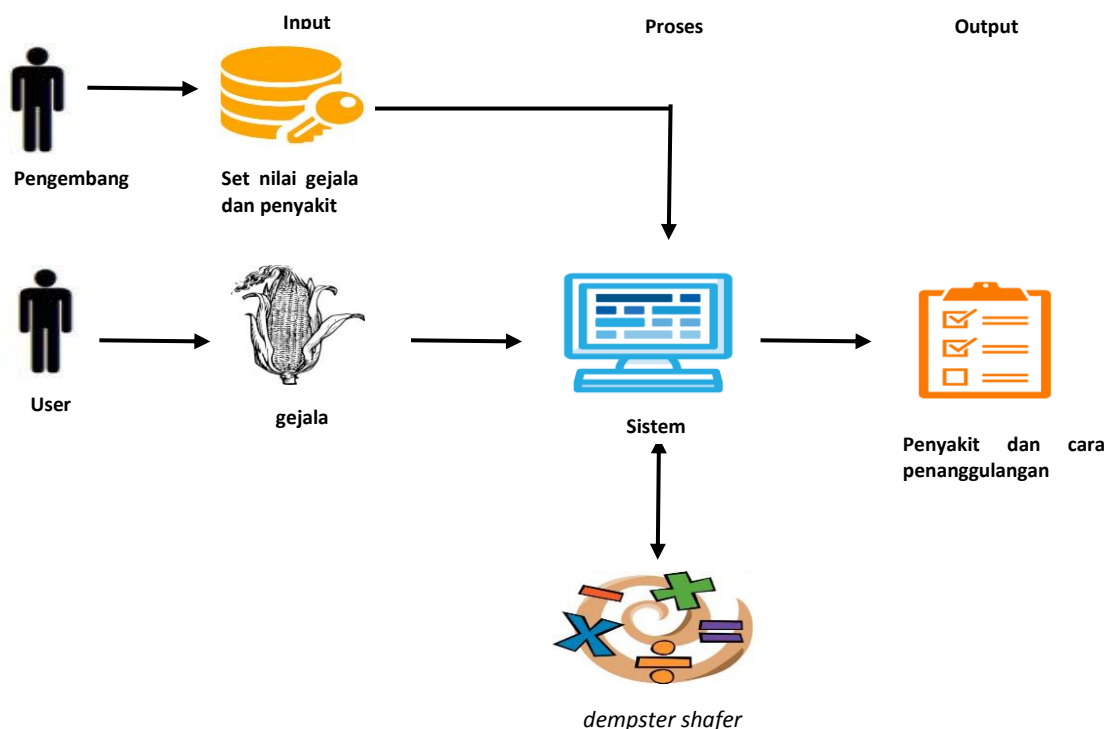 Input
Proses
Output
Pengembang
Set nilai gejala
dan penyakit
User
gejala
Sistem
Penyakit dan cara
penanggulangan
dempster shafer